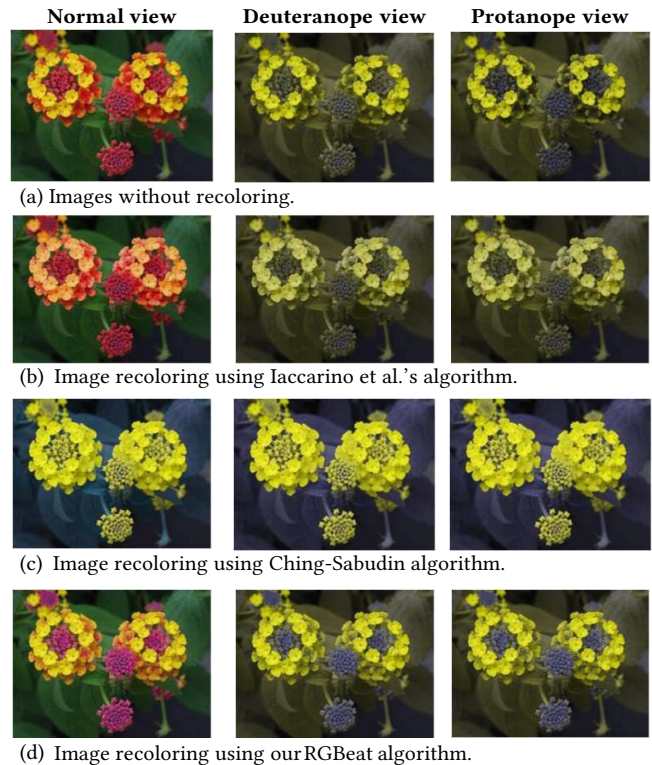 Normal view Deuteranope view Protanope view
(a) Images without recoloring.
(b) Image recoloring using Iaccarino et al.'s algorithm.
(c) Image recoloring using Ching-Sabudin algorithm.
(d) Image recoloring using our RGBeat algorithm.